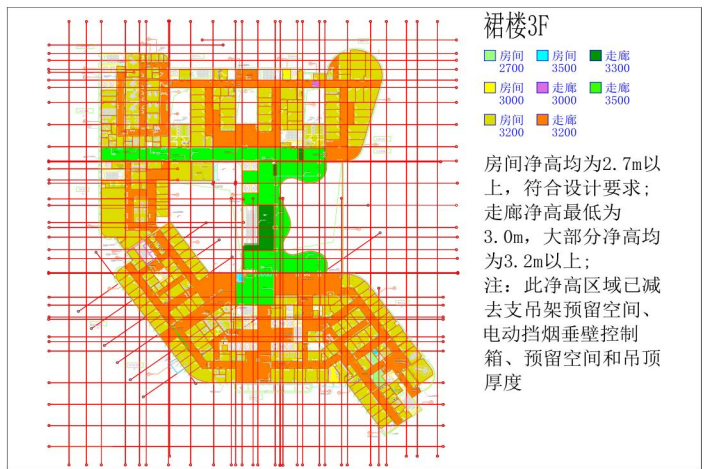 裙楼3F
房间 2700
房间 3500
走廊 3300
房间 3000
走廊 3000
走廊 3500
房间 3200
走廊 3200
房间净高均为2.7m以
上，符合设计要求;
走廊净高最低为
3.0m，大部分净高均
为3.2m以上;
注：此净高区域已减
去支吊架预留空间、
电动挡烟垂壁控制
箱、预留空间和吊顶
厚度